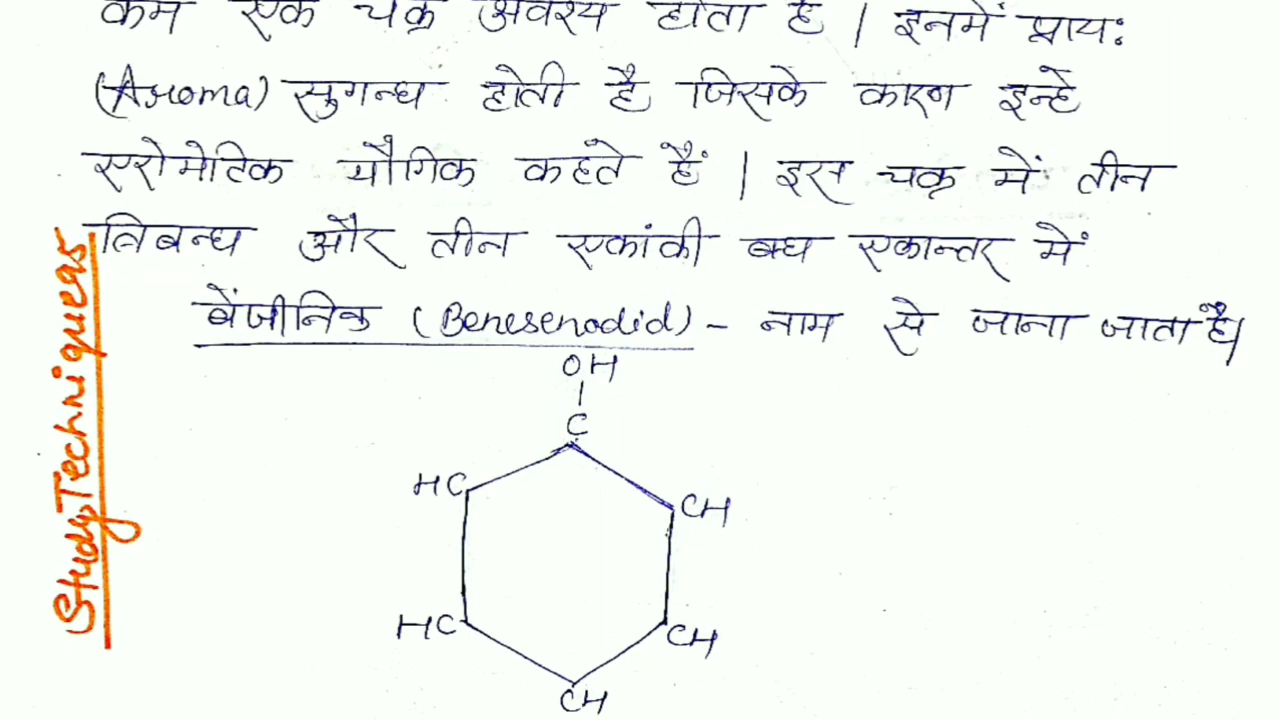 कम एक चक्र अवश्य होता है | इनमें प्राय:
(Aroma) सुगन्ध होती है जिसके कारण इन्हे
एरोमेटिक यौगिक कहते हैं | इस चक्र में तीन
तिबन्ध और तीन एकांकी बन्ध एकान्तर में
बेंजीनिक (Benesenodid) - नाम से जाना जाता है।
OH
C
HC
CH
HC
CH
CH
StudyTechniques